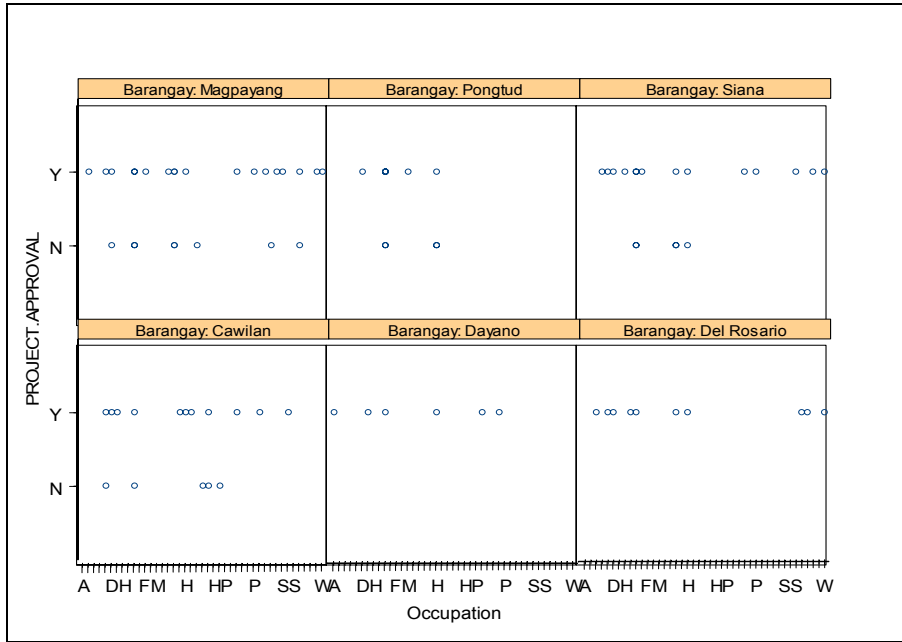 Barangay: Magpayang Barangay: Pongtud Barangay: Siana
Y
N
Barangay: Cawilan Barangay: Dayano Barangay: Del Rosario
Y
N
PROJECT.APPROVAL
A DH FM H HP P SS WA DH FM H HP P SS WA DH FM H HP P SS W
Occupation